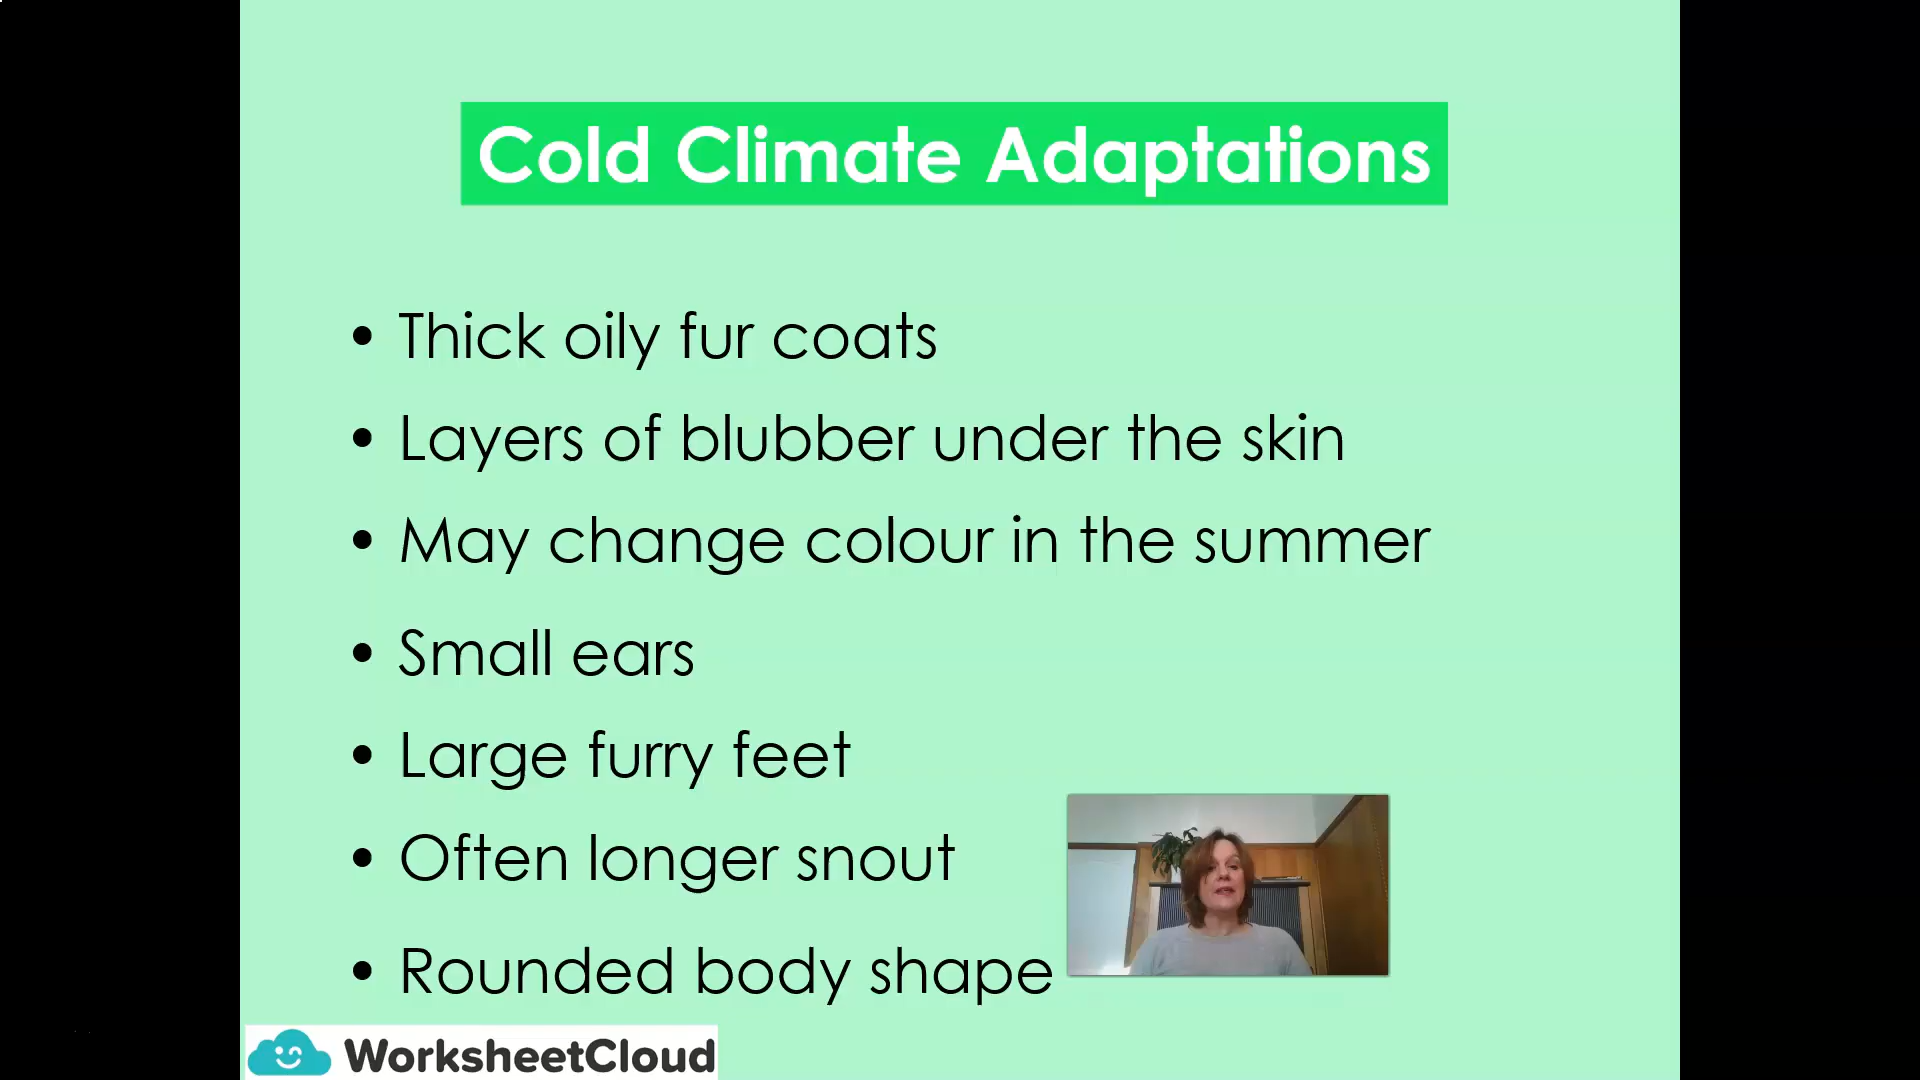 Cold Climate Adaptations
• Thick oily fur coats
• Layers of blubber under the skin
• May change colour in the summer
• Small ears
• Large furry feet
• Often longer snout
• Rounded body shape
WorksheetCloud